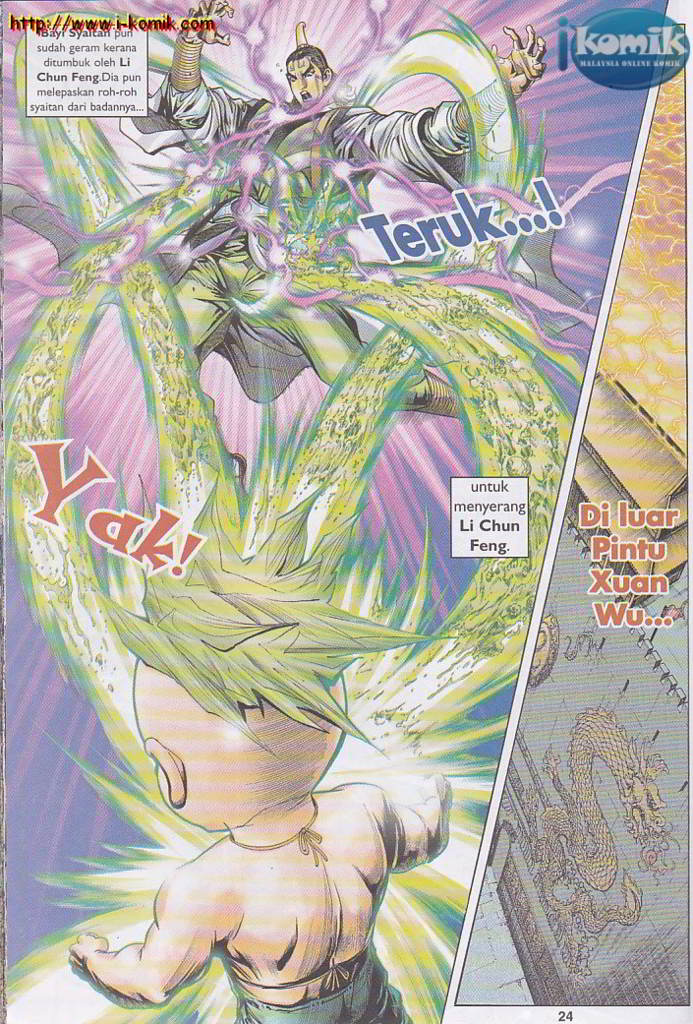 http://www.i-komik.com
ikomik
MALAYSIA ONLINE KOMIK
Bayi Syaitan pun
sudah geram kerana
ditumbuk oleh Li
Chun Feng.Dia pun
melepaskan roh-roh
syaitan dari badannya...
Teruk...!
Yak!
untuk
menyerang
Li Chun
Feng.
Di luar
Pintu
Xuan
Wu...
24